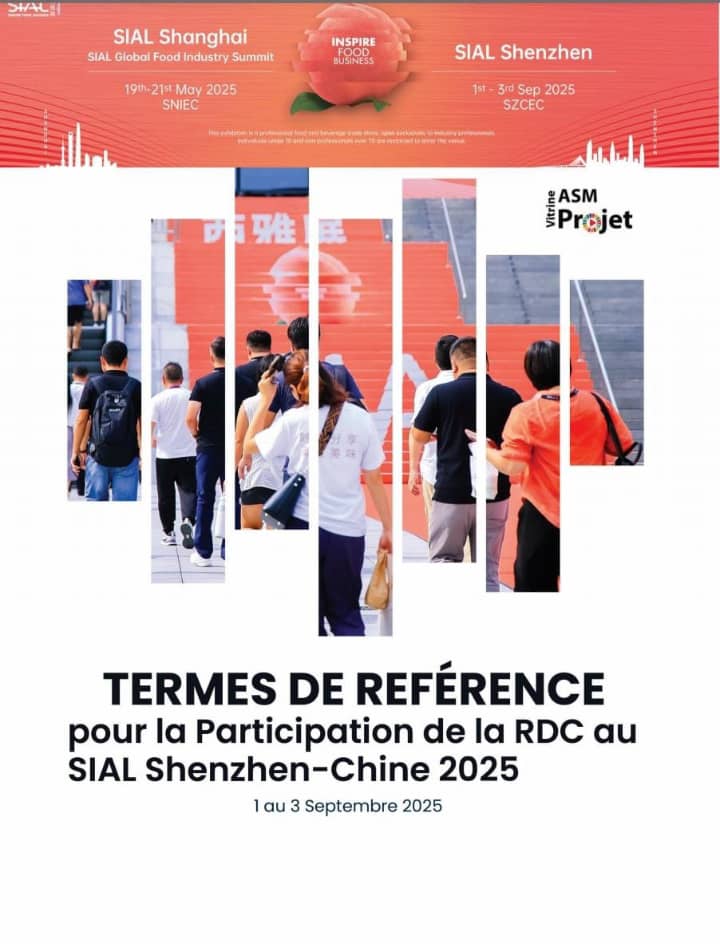 SIAL
SIAL Shanghai
SIAL Global Food Industry Summit
19th-21st May 2025
SNIEC
INSPIRE
FOOD
BUSINESS
SIAL Shenzhen
1st - 3rd Sep 2025
SZCEC
This exhibition is a professional food and beverage trade show, open exclusively to industry professionals.
Individuals under 18 and non-professionals over 18 are restricted to enter the venue.
Vitrine
ASM
Projet
西雅展
TERMES DE REFÉRENCE
pour la Participation de la RDC au
SIAL Shenzhen-Chine 2025
1 au 3 Septembre 2025